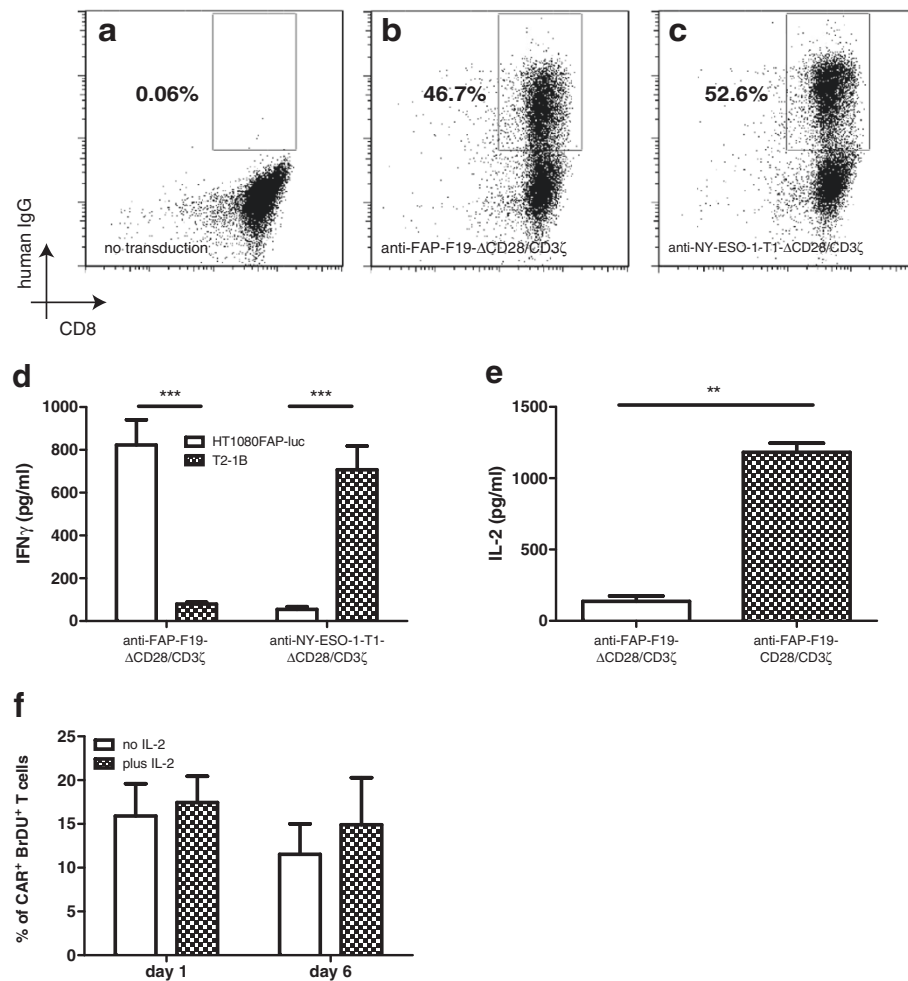 a
b
c
0.06%
46.7%
52.6%
no transduction
anti-FAP-F19-ΔCD28/CD3ζ
anti-NY-ESO-1-T1-ΔCD28/CD3ζ
human IgG
CD8
d
***
***
1000
800
600
400
200
0
IFNγ (pg/ml)
HT1080FAP-luc
T2-1B
anti-FAP-F19-
ΔCD28/CD3ζ
anti-NY-ESO-1-T1-
ΔCD28/CD3ζ
e
**
1500
1000
500
0
IL-2 (pg/ml)
anti-FAP-F19-
ΔCD28/CD3ζ
anti-FAP-F19-
CD28/CD3ζ
f
25
20
15
10
5
0
% of CAR⁺ BrDU⁺ T cells
no IL-2
plus IL-2
day 1
day 6